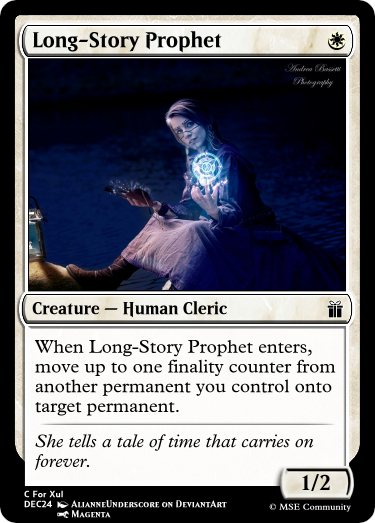 Long-Story Prophet
Andrea Bassetti
Photography
Creature — Human Cleric
When Long-Story Prophet enters,
move up to one finality counter from
another permanent you control onto
target permanent.
She tells a tale of time that carries on
forever.
1/2
C For Xul
DEC24 AlianneUnderscore on DeviantArt
Magenta
© MSE Community